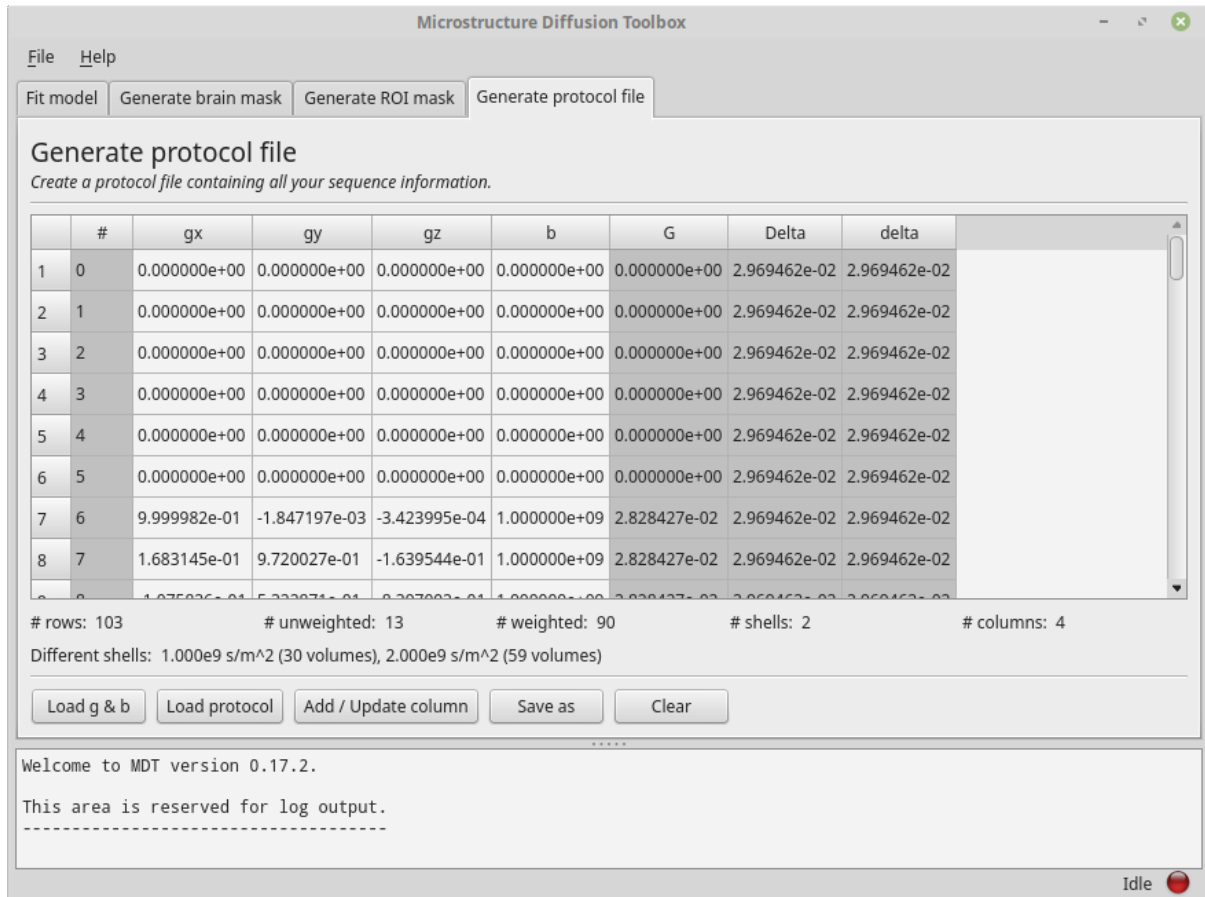 Microstructure Diffusion Toolbox
File Help
Fit model Generate brain mask Generate ROI mask Generate protocol file
Generate protocol file
Create a protocol file containing all your sequence information.
# gx gy gz b G Delta delta
1 0 0.000000e+00 0.000000e+00 0.000000e+00 0.000000e+00 0.000000e+00 2.969462e-02 2.969462e-02
2 1 0.000000e+00 0.000000e+00 0.000000e+00 0.000000e+00 0.000000e+00 2.969462e-02 2.969462e-02
3 2 0.000000e+00 0.000000e+00 0.000000e+00 0.000000e+00 0.000000e+00 2.969462e-02 2.969462e-02
4 3 0.000000e+00 0.000000e+00 0.000000e+00 0.000000e+00 0.000000e+00 2.969462e-02 2.969462e-02
5 4 0.000000e+00 0.000000e+00 0.000000e+00 0.000000e+00 0.000000e+00 2.969462e-02 2.969462e-02
6 5 0.000000e+00 0.000000e+00 0.000000e+00 0.000000e+00 0.000000e+00 2.969462e-02 2.969462e-02
7 6 9.999982e-01 -1.847197e-03 -3.423995e-04 1.000000e+09 2.828427e-02 2.969462e-02 2.969462e-02
8 7 1.683145e-01 9.720027e-01 -1.639544e-01 1.000000e+09 2.828427e-02 2.969462e-02 2.969462e-02
# rows: 103 # unweighted: 13 # weighted: 90 # shells: 2 # columns: 4
Different shells: 1.000e9 s/m^2 (30 volumes), 2.000e9 s/m^2 (59 volumes)
Load g & b Load protocol Add / Update column Save as Clear
Welcome to MDT version 0.17.2.
This area is reserved for log output.
-------------------------------------
Idle